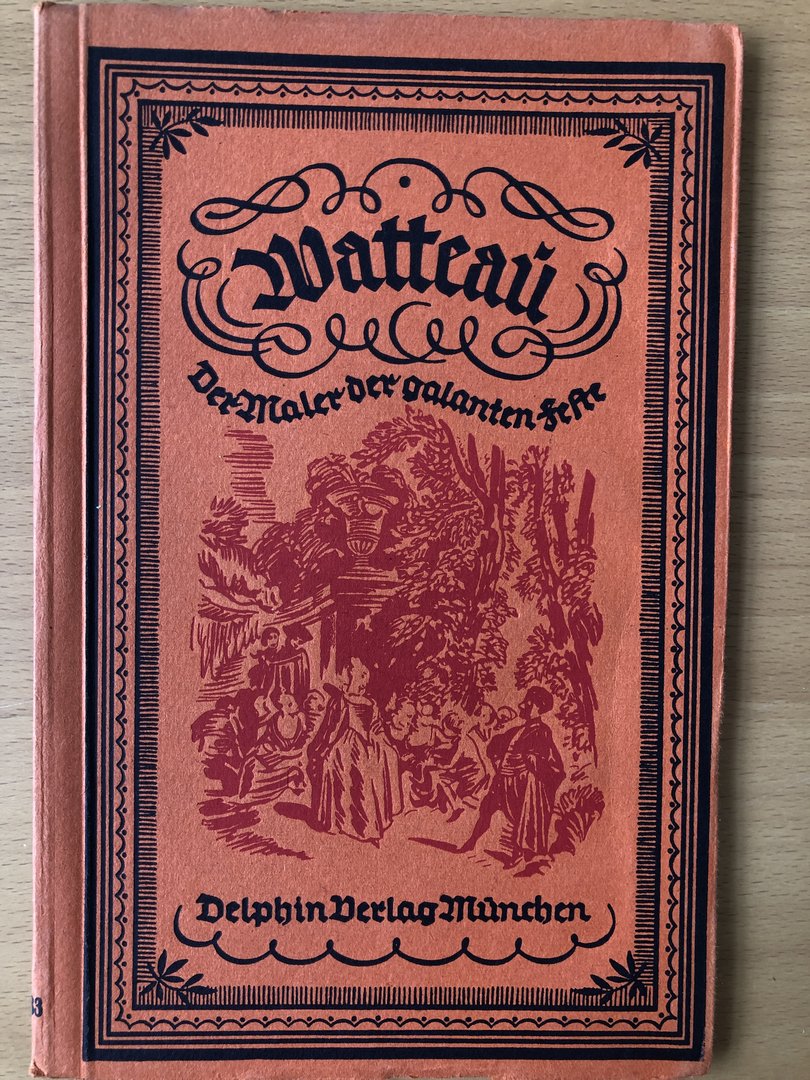 Watteau
Der Maler der galanten Feste
Delphin Verlag München